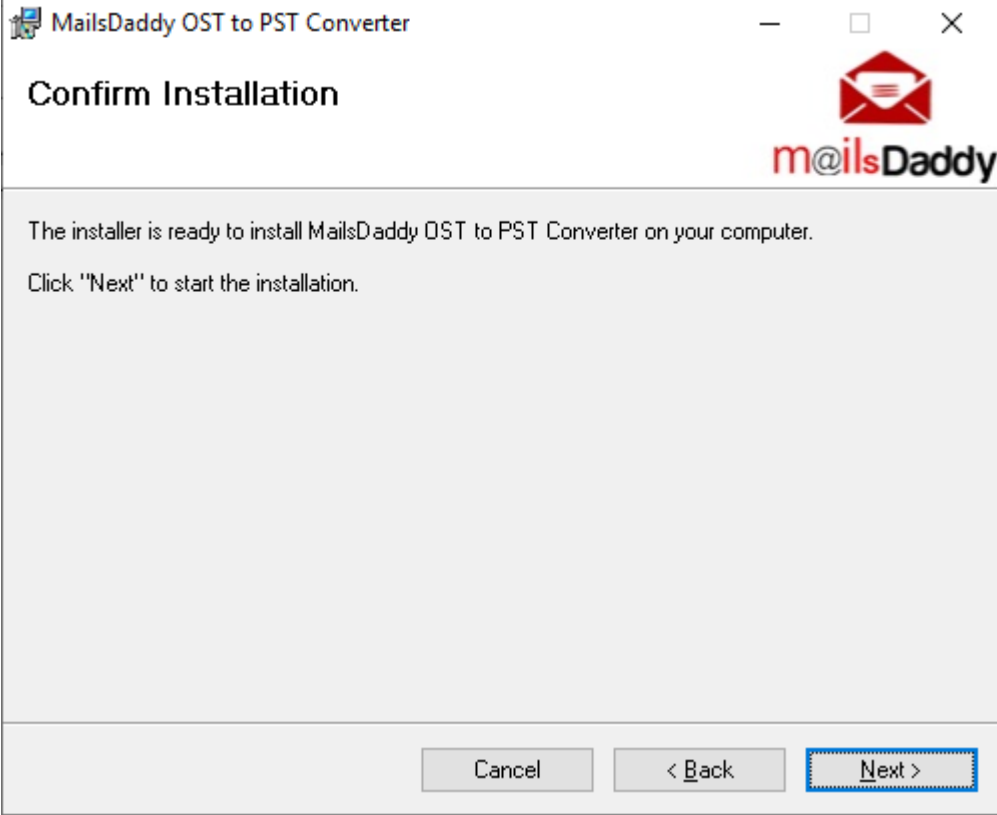 MailsDaddy OST to PST Converter
Confirm Installation
m@ilsDaddy
The installer is ready to install MailsDaddy OST to PST Converter on your computer.
Click "Next" to start the installation.
Cancel
< Back
Next >